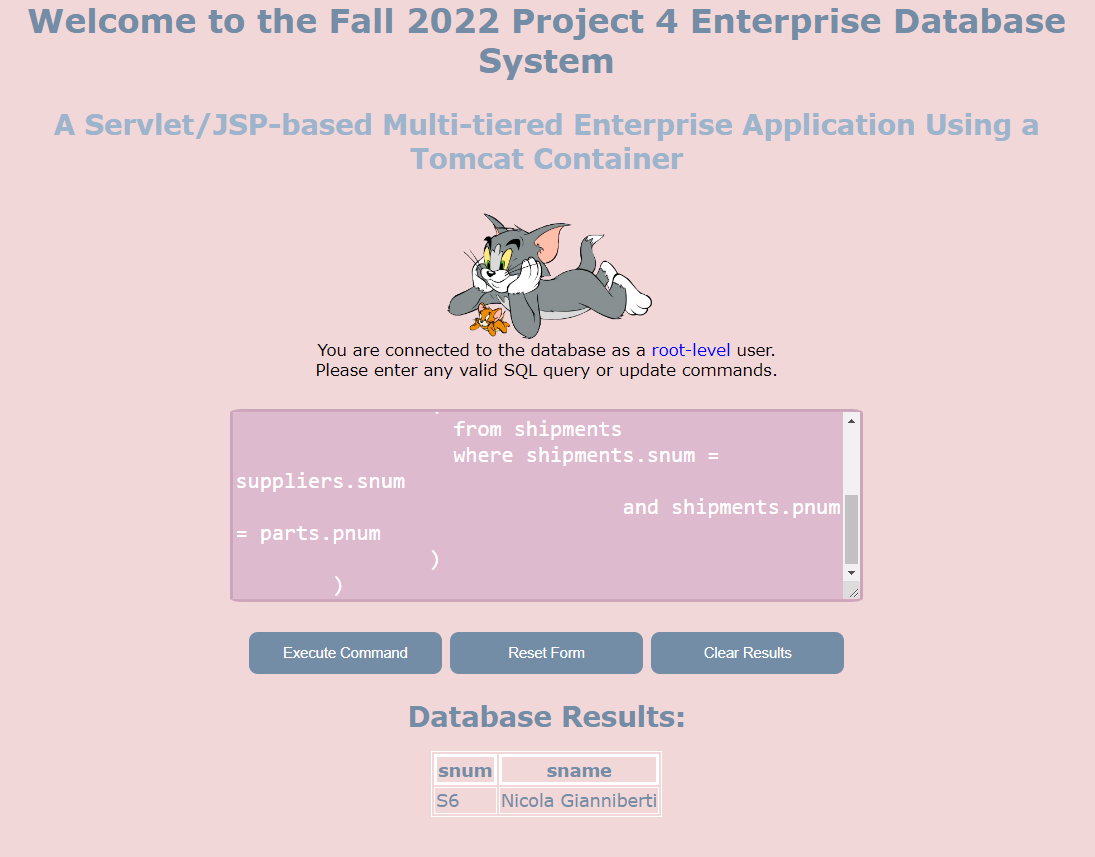 Welcome to the Fall 2022 Project 4 Enterprise Database
System
A Servlet/JSP-based Multi-tiered Enterprise Application Using a
Tomcat Container
You are connected to the database as a root-level user.
Please enter any valid SQL query or update commands.
from shipments
where shipments.snum =
suppliers.snum
and shipments.pnum
= parts.pnum
)
)
Execute Command Reset Form Clear Results
Database Results:
snum sname
S6 Nicola Gianniberti